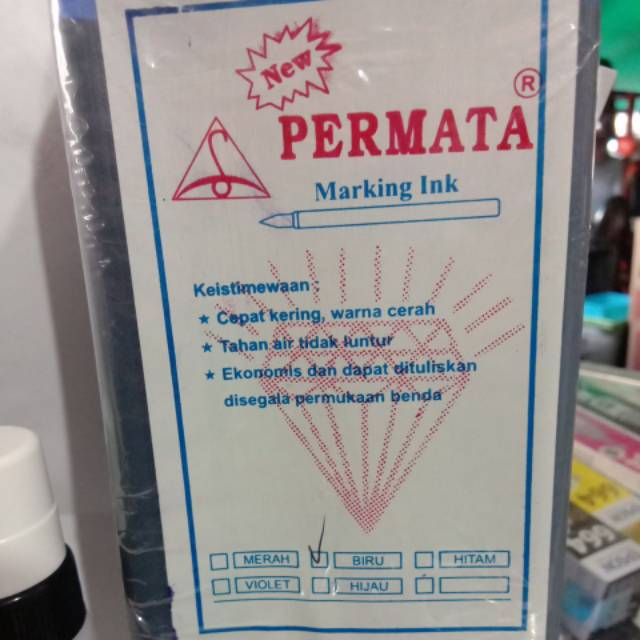 New
PERMATA ®
Marking Ink
Keistimewaan :
★ Cepat kering, warna cerah
★ Tahan air tidak luntur
★ Ekonomis dan dapat dituliskan
disegala permukaan benda
MERAH BIRU HITAM
VIOLET HIJAU